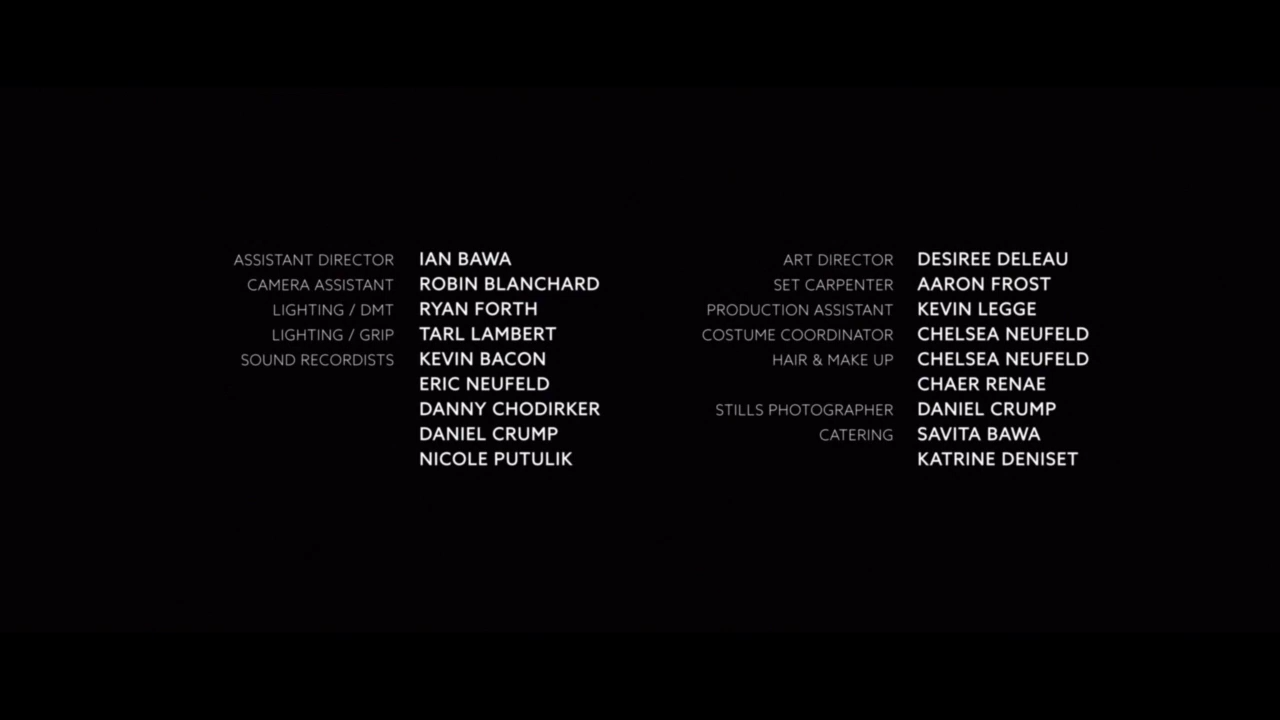 ASSISTANT DIRECTOR IAN BAWA
CAMERA ASSISTANT ROBIN BLANCHARD
LIGHTING / DMT RYAN FORTH
LIGHTING / GRIP TARL LAMBERT
SOUND RECORDISTS KEVIN BACON
ERIC NEUFELD
DANNY CHODIRKER
DANIEL CRUMP
NICOLE PUTULIK
ART DIRECTOR DESIREE DELEAU
SET CARPENTER AARON FROST
PRODUCTION ASSISTANT KEVIN LEGGE
COSTUME COORDINATOR CHELSEA NEUFELD
HAIR & MAKE UP CHELSEA NEUFELD
CHAER RENAE
STILLS PHOTOGRAPHER DANIEL CRUMP
CATERING SAVITA BAWA
KATRINE DENISET